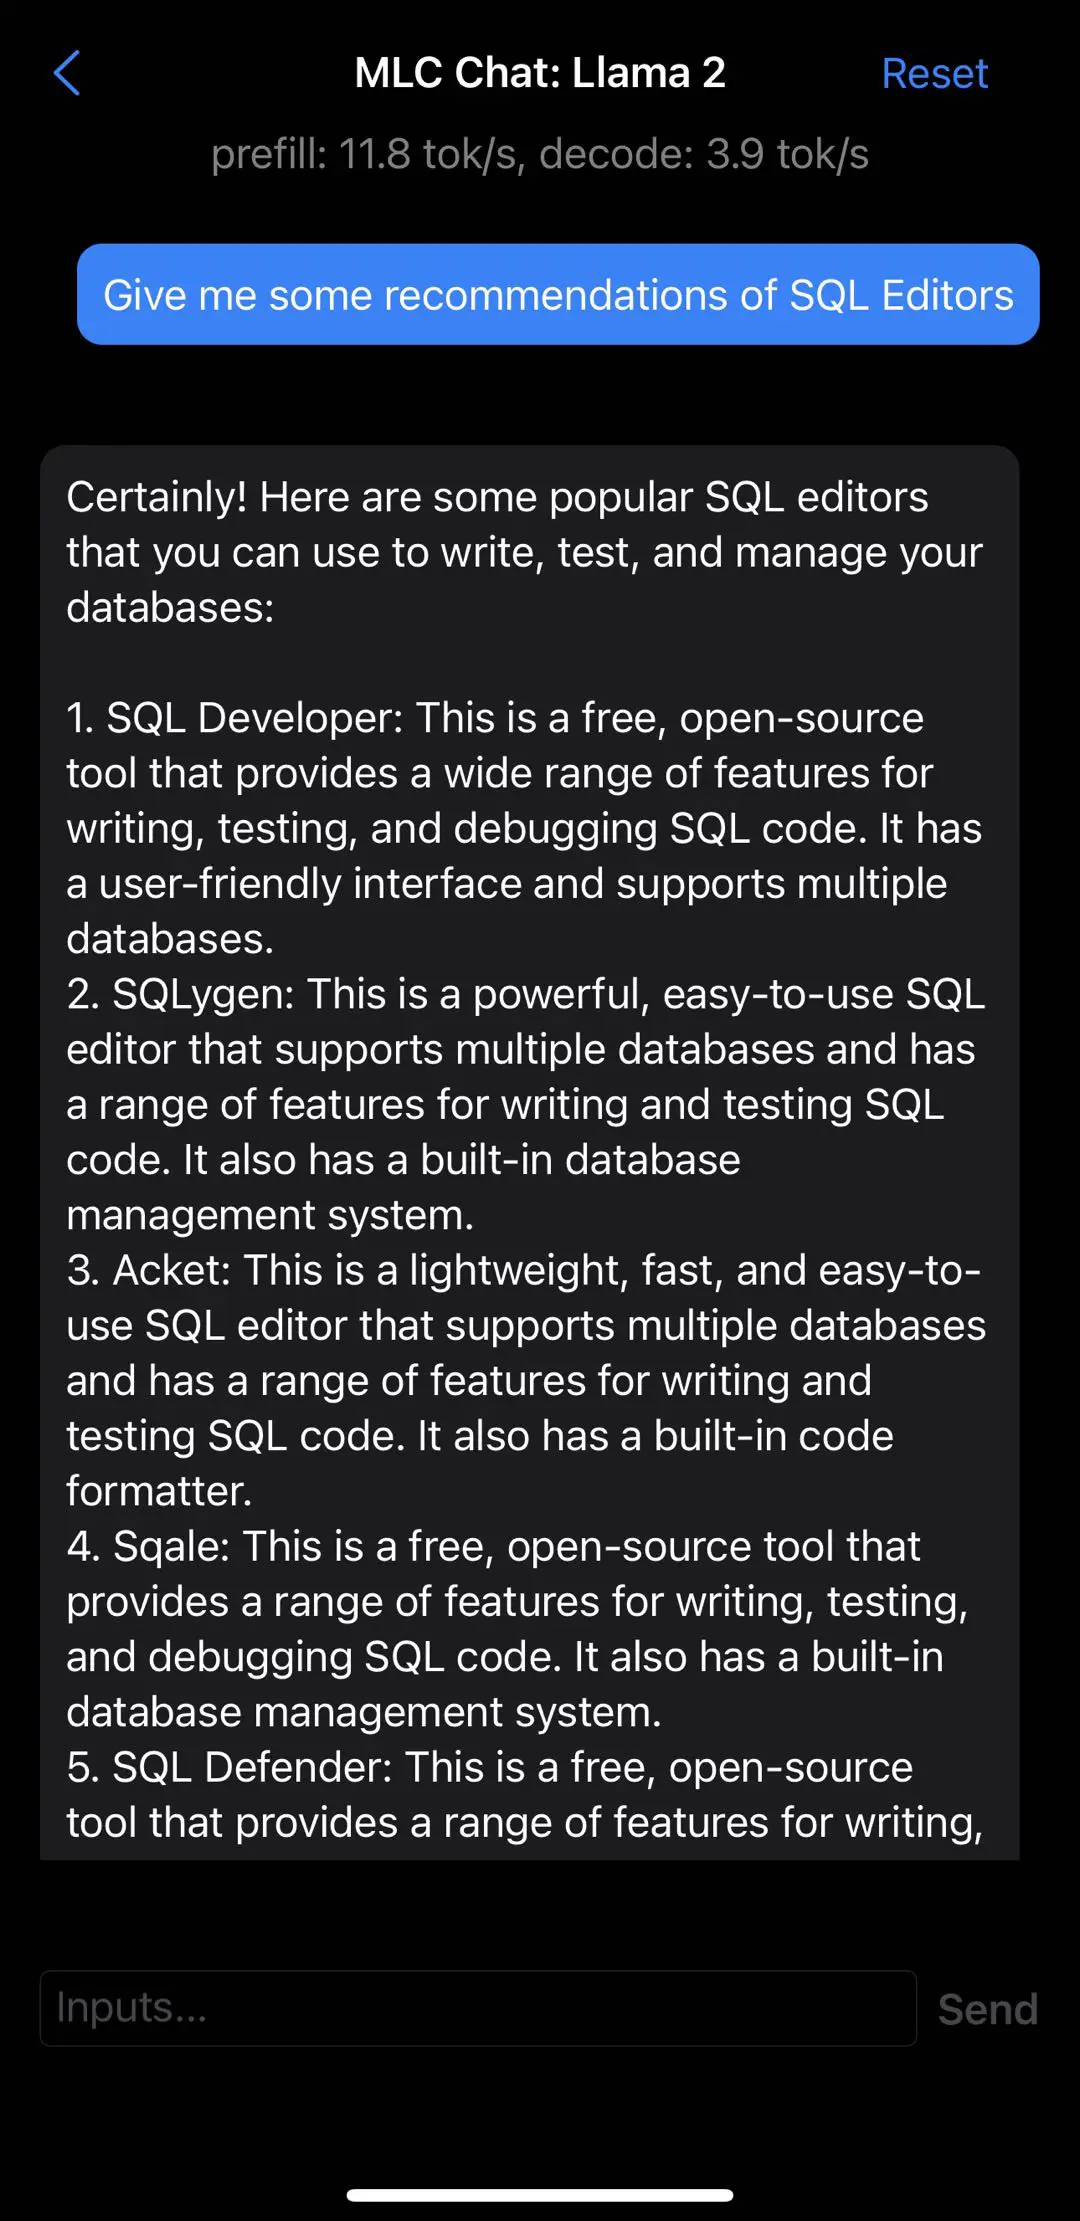 MLC Chat: Llama 2
Reset
prefill: 11.8 tok/s, decode: 3.9 tok/s
Give me some recommendations of SQL Editors
Certainly! Here are some popular SQL editors
that you can use to write, test, and manage your
databases:
1. SQL Developer: This is a free, open-source
tool that provides a wide range of features for
writing, testing, and debugging SQL code. It has
a user-friendly interface and supports multiple
databases.
2. SQLygen: This is a powerful, easy-to-use SQL
editor that supports multiple databases and has
a range of features for writing and testing SQL
code. It also has a built-in database
management system.
3. Acket: This is a lightweight, fast, and easy-to-
use SQL editor that supports multiple databases
and has a range of features for writing and
testing SQL code. It also has a built-in code
formatter.
4. Sqale: This is a free, open-source tool that
provides a range of features for writing, testing,
and debugging SQL code. It also has a built-in
database management system.
5. SQL Defender: This is a free, open-source
tool that provides a range of features for writing,
Inputs...
Send